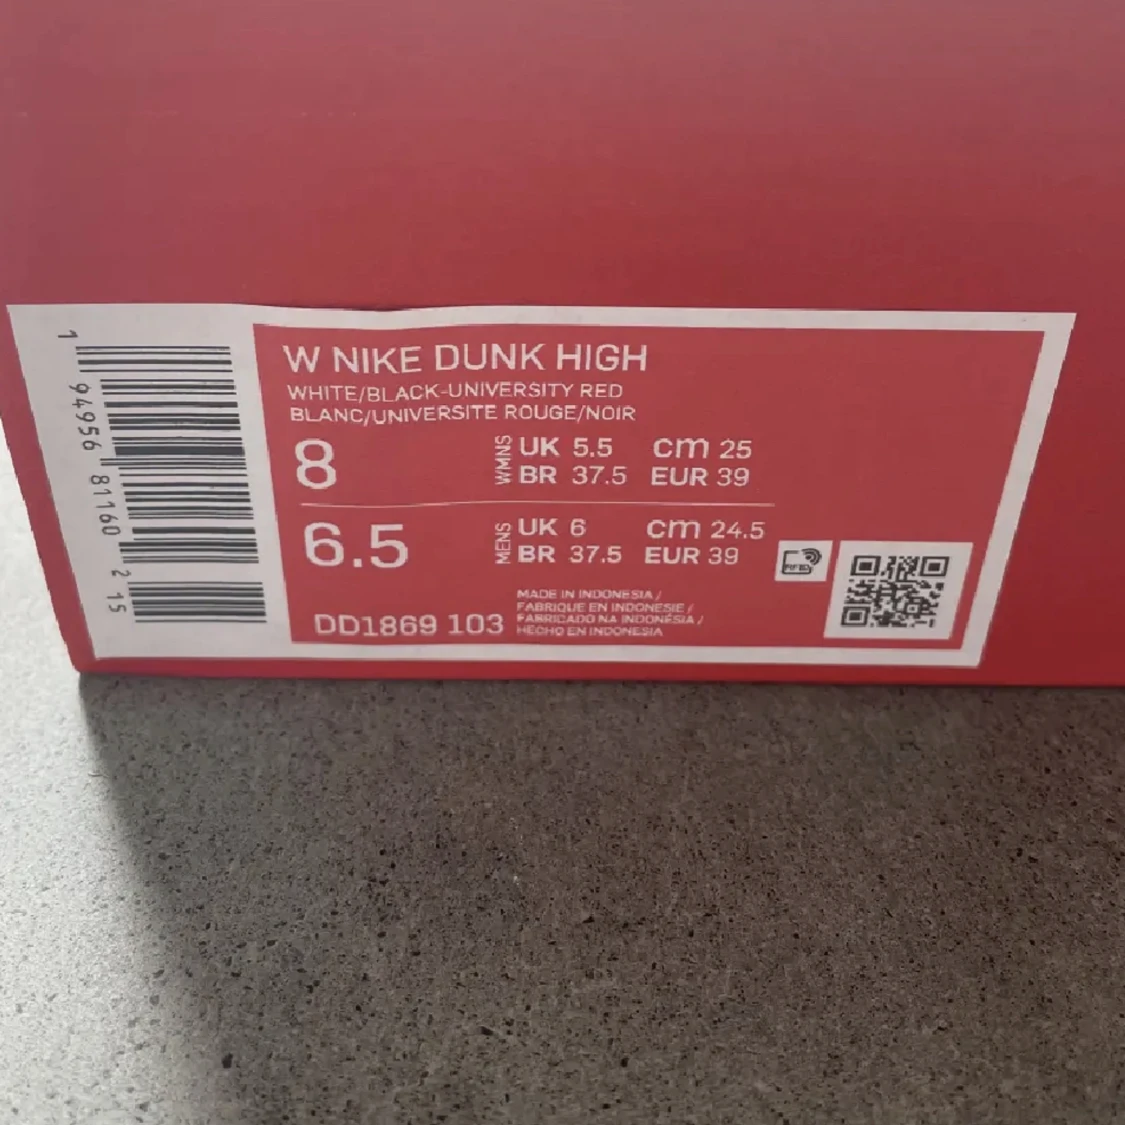 1 94956 81160 2 15
W NIKE DUNK HIGH
WHITE/BLACK-UNIVERSITY RED
BLANC/UNIVERSITE ROUGE/NOIR
8 WMNS UK 5.5 cm 25
BR 37.5 EUR 39
6.5 MENS UK 6 cm 24.5
BR 37.5 EUR 39
RFID
DD1869 103
MADE IN INDONESIA /
FABRIQUE EN INDONESIE /
FABRICADO NA INDONÉSIA /
HECHO EN INDONESIA